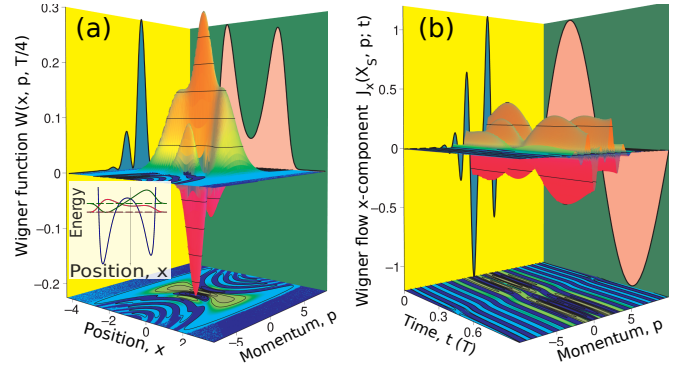 (a)
Wigner function W(x, p, T/4)
0.3
0.2
0.1
0
−0.1
−0.2
Energy
Position, x
−4
−2
0
2
Position, x
−5
0
5
Momentum, p
(b)
Wigner flow x-component J_x(X_S, p; t)
1
0.5
0
−0.5
−1
0
0.3
0.6
Time, t (T)
−5
0
5
Momentum, p